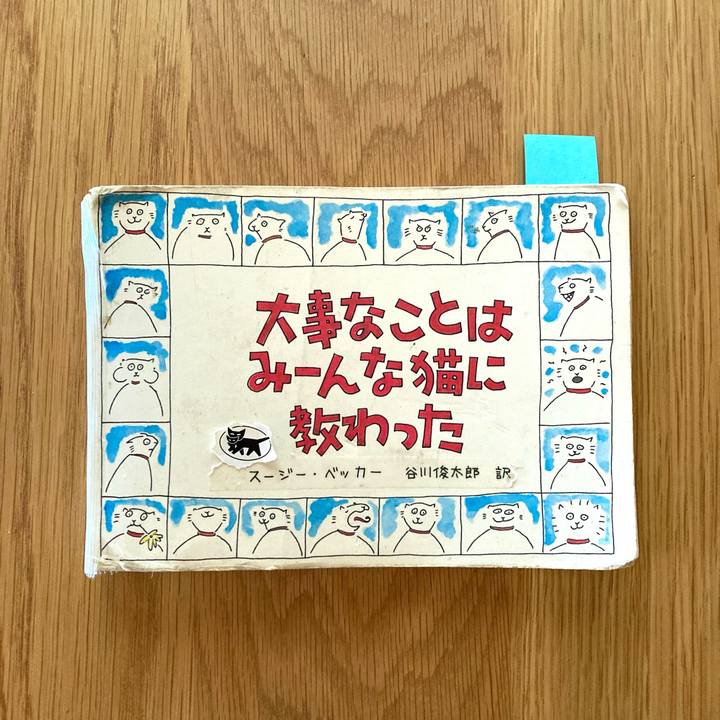 大事なことは
みーんな猫に
教わった
スージー・ベッカー 谷川俊太郎 訳